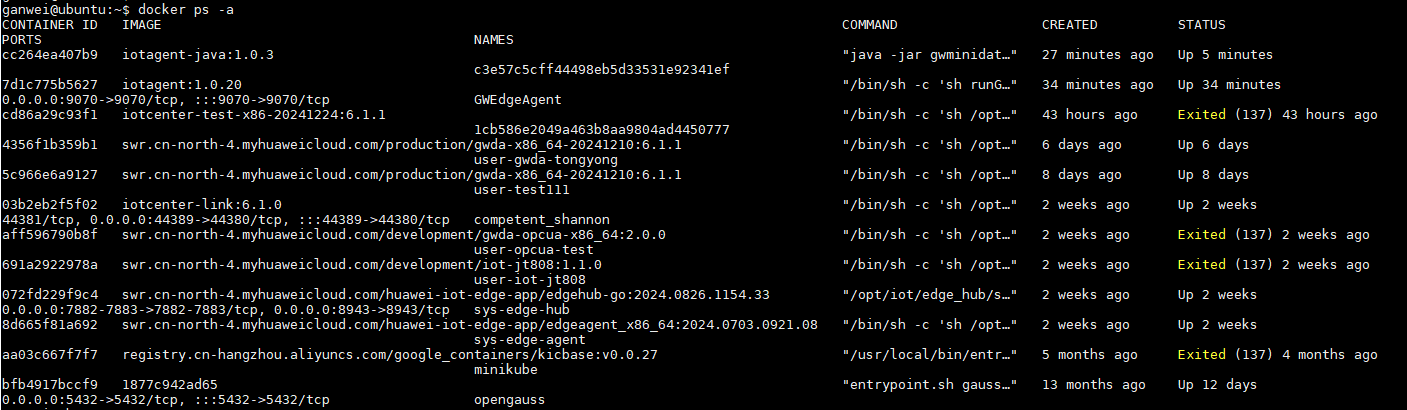 ganwei@ubuntu:~$ docker ps -a
CONTAINER ID   IMAGE   COMMAND   CREATED   STATUS
PORTS   NAMES
cc264ea407b9   iotagent-java:1.0.3   "java -jar gwminidat…"   27 minutes ago   Up 5 minutes
c3e57c5cff44498eb5d33531e92341ef
7d1c775b5627   iotagent:1.0.20   "/bin/sh -c 'sh runG…"   34 minutes ago   Up 34 minutes
0.0.0.0:9070->9070/tcp, :::9070->9070/tcp   GWEdgeAgent
cd86a29c93f1   iotcenter-test-x86-20241224:6.1.1   "/bin/sh -c 'sh /opt…"   43 hours ago   Exited (137) 43 hours ago
1cb586e2049a463b8aa9804ad4450777
4356f1b359b1   swr.cn-north-4.myhuaweicloud.com/production/gwda-x86_64-20241210:6.1.1   "/bin/sh -c 'sh /opt…"   6 days ago   Up 6 days
user-gwda-tongyong
5c966e6a9127   swr.cn-north-4.myhuaweicloud.com/production/gwda-x86_64-20241210:6.1.1   "/bin/sh -c 'sh /opt…"   8 days ago   Up 8 days
user-test111
03b2eb2f5f02   iotcenter-link:6.1.0   "/bin/sh -c 'sh /opt…"   2 weeks ago   Up 2 weeks
44381/tcp, 0.0.0.0:44389->44380/tcp, :::44389->44380/tcp   competent_shannon
aff596790b8f   swr.cn-north-4.myhuaweicloud.com/development/gwda-opcua-x86_64:2.0.0   "/bin/sh -c 'sh /opt…"   2 weeks ago   Exited (137) 2 weeks ago
user-opcua-test
691a2922978a   swr.cn-north-4.myhuaweicloud.com/development/iot-jt808:1.1.0   "/bin/sh -c 'sh /opt…"   2 weeks ago   Exited (137) 2 weeks ago
user-iot-jt808
072fd229f9c4   swr.cn-north-4.myhuaweicloud.com/huawei-iot-edge-app/edgehub-go:2024.0826.1154.33   "/opt/iot/edge_hub/s…"   2 weeks ago   Up 2 weeks
0.0.0.0:7882-7883->7882-7883/tcp, 0.0.0.0:8943->8943/tcp   sys-edge-hub
8d665f81a692   swr.cn-north-4.myhuaweicloud.com/huawei-iot-edge-app/edgeagent_x86_64:2024.0703.0921.08   "/bin/sh -c 'sh /opt…"   2 weeks ago   Up 2 weeks
sys-edge-agent
aa03c667f7f7   registry.cn-hangzhou.aliyuncs.com/google_containers/kicbase:v0.0.27   "/usr/local/bin/entr…"   5 months ago   Exited (137) 4 months ago
minikube
bfb4917bccf9   1877c942ad65   "entrypoint.sh gauss…"   13 months ago   Up 12 days
0.0.0.0:5432->5432/tcp, :::5432->5432/tcp   opengauss